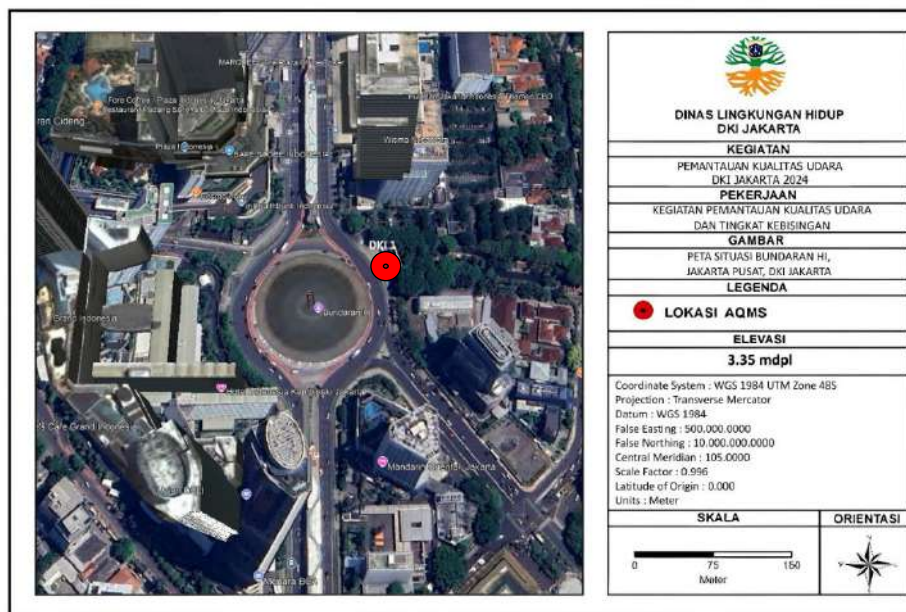 DKI 1
Bundaran HI
Grand Indonesia
Mandarin Oriental, Jakarta
DINAS LINGKUNGAN HIDUP
DKI JAKARTA
KEGIATAN
PEMANTAUAN KUALITAS UDARA
DKI JAKARTA 2024
PEKERJAAN
KEGIATAN PEMANTAUAN KUALITAS UDARA
DAN TINGKAT KEBISINGAN
GAMBAR
PETA SITUASI BUNDARAN HI,
JAKARTA PUSAT, DKI JAKARTA
LEGENDA
LOKASI AQMS
ELEVASI
3.35 mdpl
Coordinate System : WGS 1984 UTM Zone 48S
Projection : Transverse Mercator
Datum : WGS 1984
False Easting : 500.000.0000
False Northing : 10.000.000.0000
Central Meridian : 105.0000
Scale Factor : 0.996
Latitude of Origin : 0.000
Units : Meter
SKALA
ORIENTASI
0 75 150
Meter